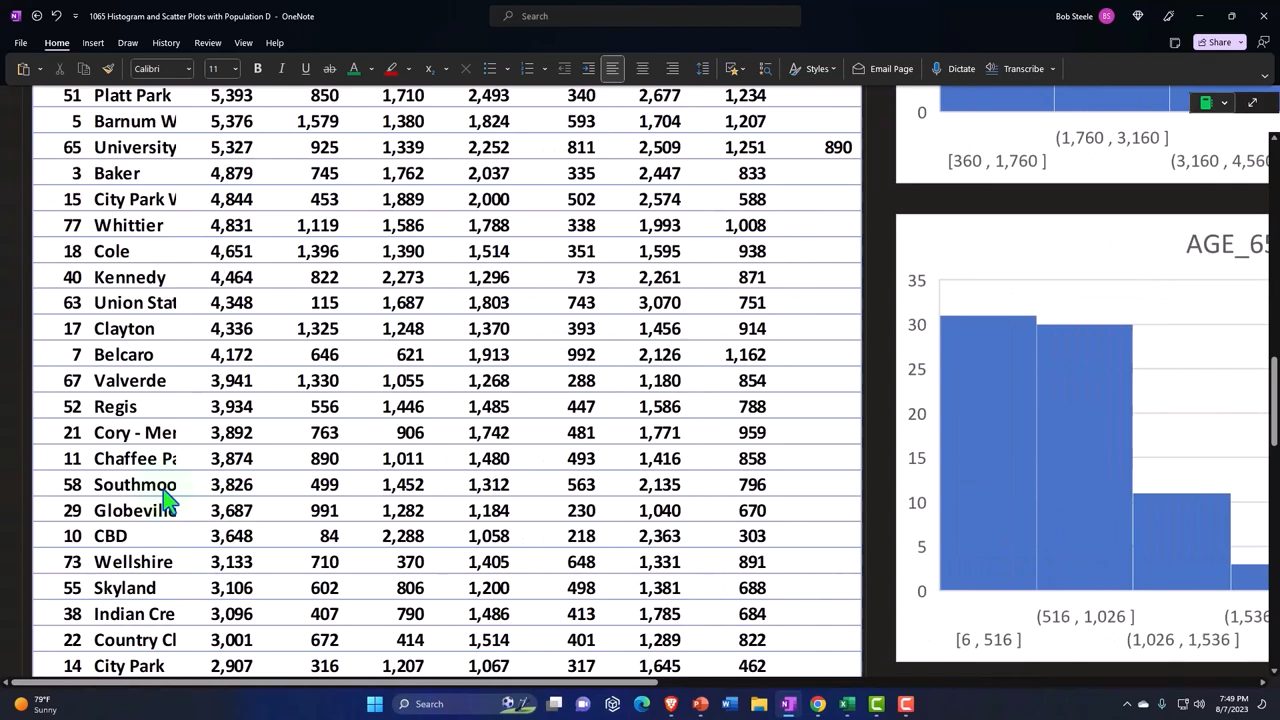 1065 Histogram and Scatter Plots with Population D - OneNote
Search
Bob Steele BS
File Home Insert Draw History Review View Help
Share
Calibri 11 B I U ab A Styles Email Page Dictate Transcribe
51 Platt Park 5,393 850 1,710 2,493 340 2,677 1,234
5 Barnum W 5,376 1,579 1,380 1,824 593 1,704 1,207
65 University 5,327 925 1,339 2,252 811 2,509 1,251 890
3 Baker 4,879 745 1,762 2,037 335 2,447 833
15 City Park W 4,844 453 1,889 2,000 502 2,574 588
77 Whittier 4,831 1,119 1,586 1,788 338 1,993 1,008
18 Cole 4,651 1,396 1,390 1,514 351 1,595 938
40 Kennedy 4,464 822 2,273 1,296 73 2,261 871
63 Union Stat 4,348 115 1,687 1,803 743 3,070 751
17 Clayton 4,336 1,325 1,248 1,370 393 1,456 914
7 Belcaro 4,172 646 621 1,913 992 2,126 1,162
67 Valverde 3,941 1,330 1,055 1,268 288 1,180 854
52 Regis 3,934 556 1,446 1,485 447 1,586 788
21 Cory - Mer 3,892 763 906 1,742 481 1,771 959
11 Chaffee Pa 3,874 890 1,011 1,480 493 1,416 858
58 Southmoo 3,826 499 1,452 1,312 563 2,135 796
29 Globeville 3,687 991 1,282 1,184 230 1,040 670
10 CBD 3,648 84 2,288 1,058 218 2,363 303
73 Wellshire 3,133 710 370 1,405 648 1,331 891
55 Skyland 3,106 602 806 1,200 498 1,381 688
38 Indian Cre 3,096 407 790 1,486 413 1,785 684
22 Country Cl 3,001 672 414 1,514 401 1,289 822
14 City Park 2,907 316 1,207 1,067 317 1,645 462
0
(1,760 , 3,160 ]
[360 , 1,760 ] (3,160 , 4,560
AGE_65
35
30
25
20
15
10
5
0
(516 , 1,026 ] (1,536
[6 , 516 ] (1,026 , 1,536 ]
79°F
Sunny
Search
7:49 PM
8/7/2023